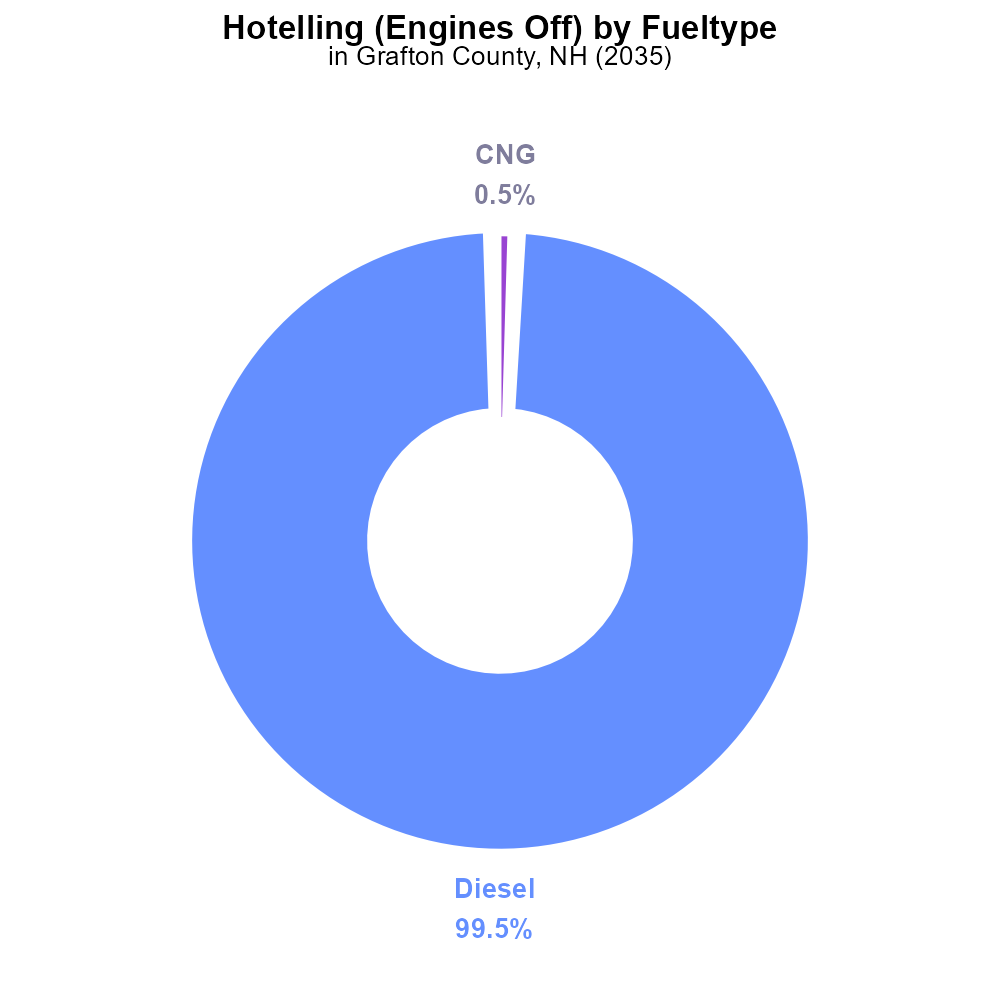 Hotelling (Engines Off) by Fueltype
in Grafton County, NH (2035)
CNG
0.5%
Diesel
99.5%